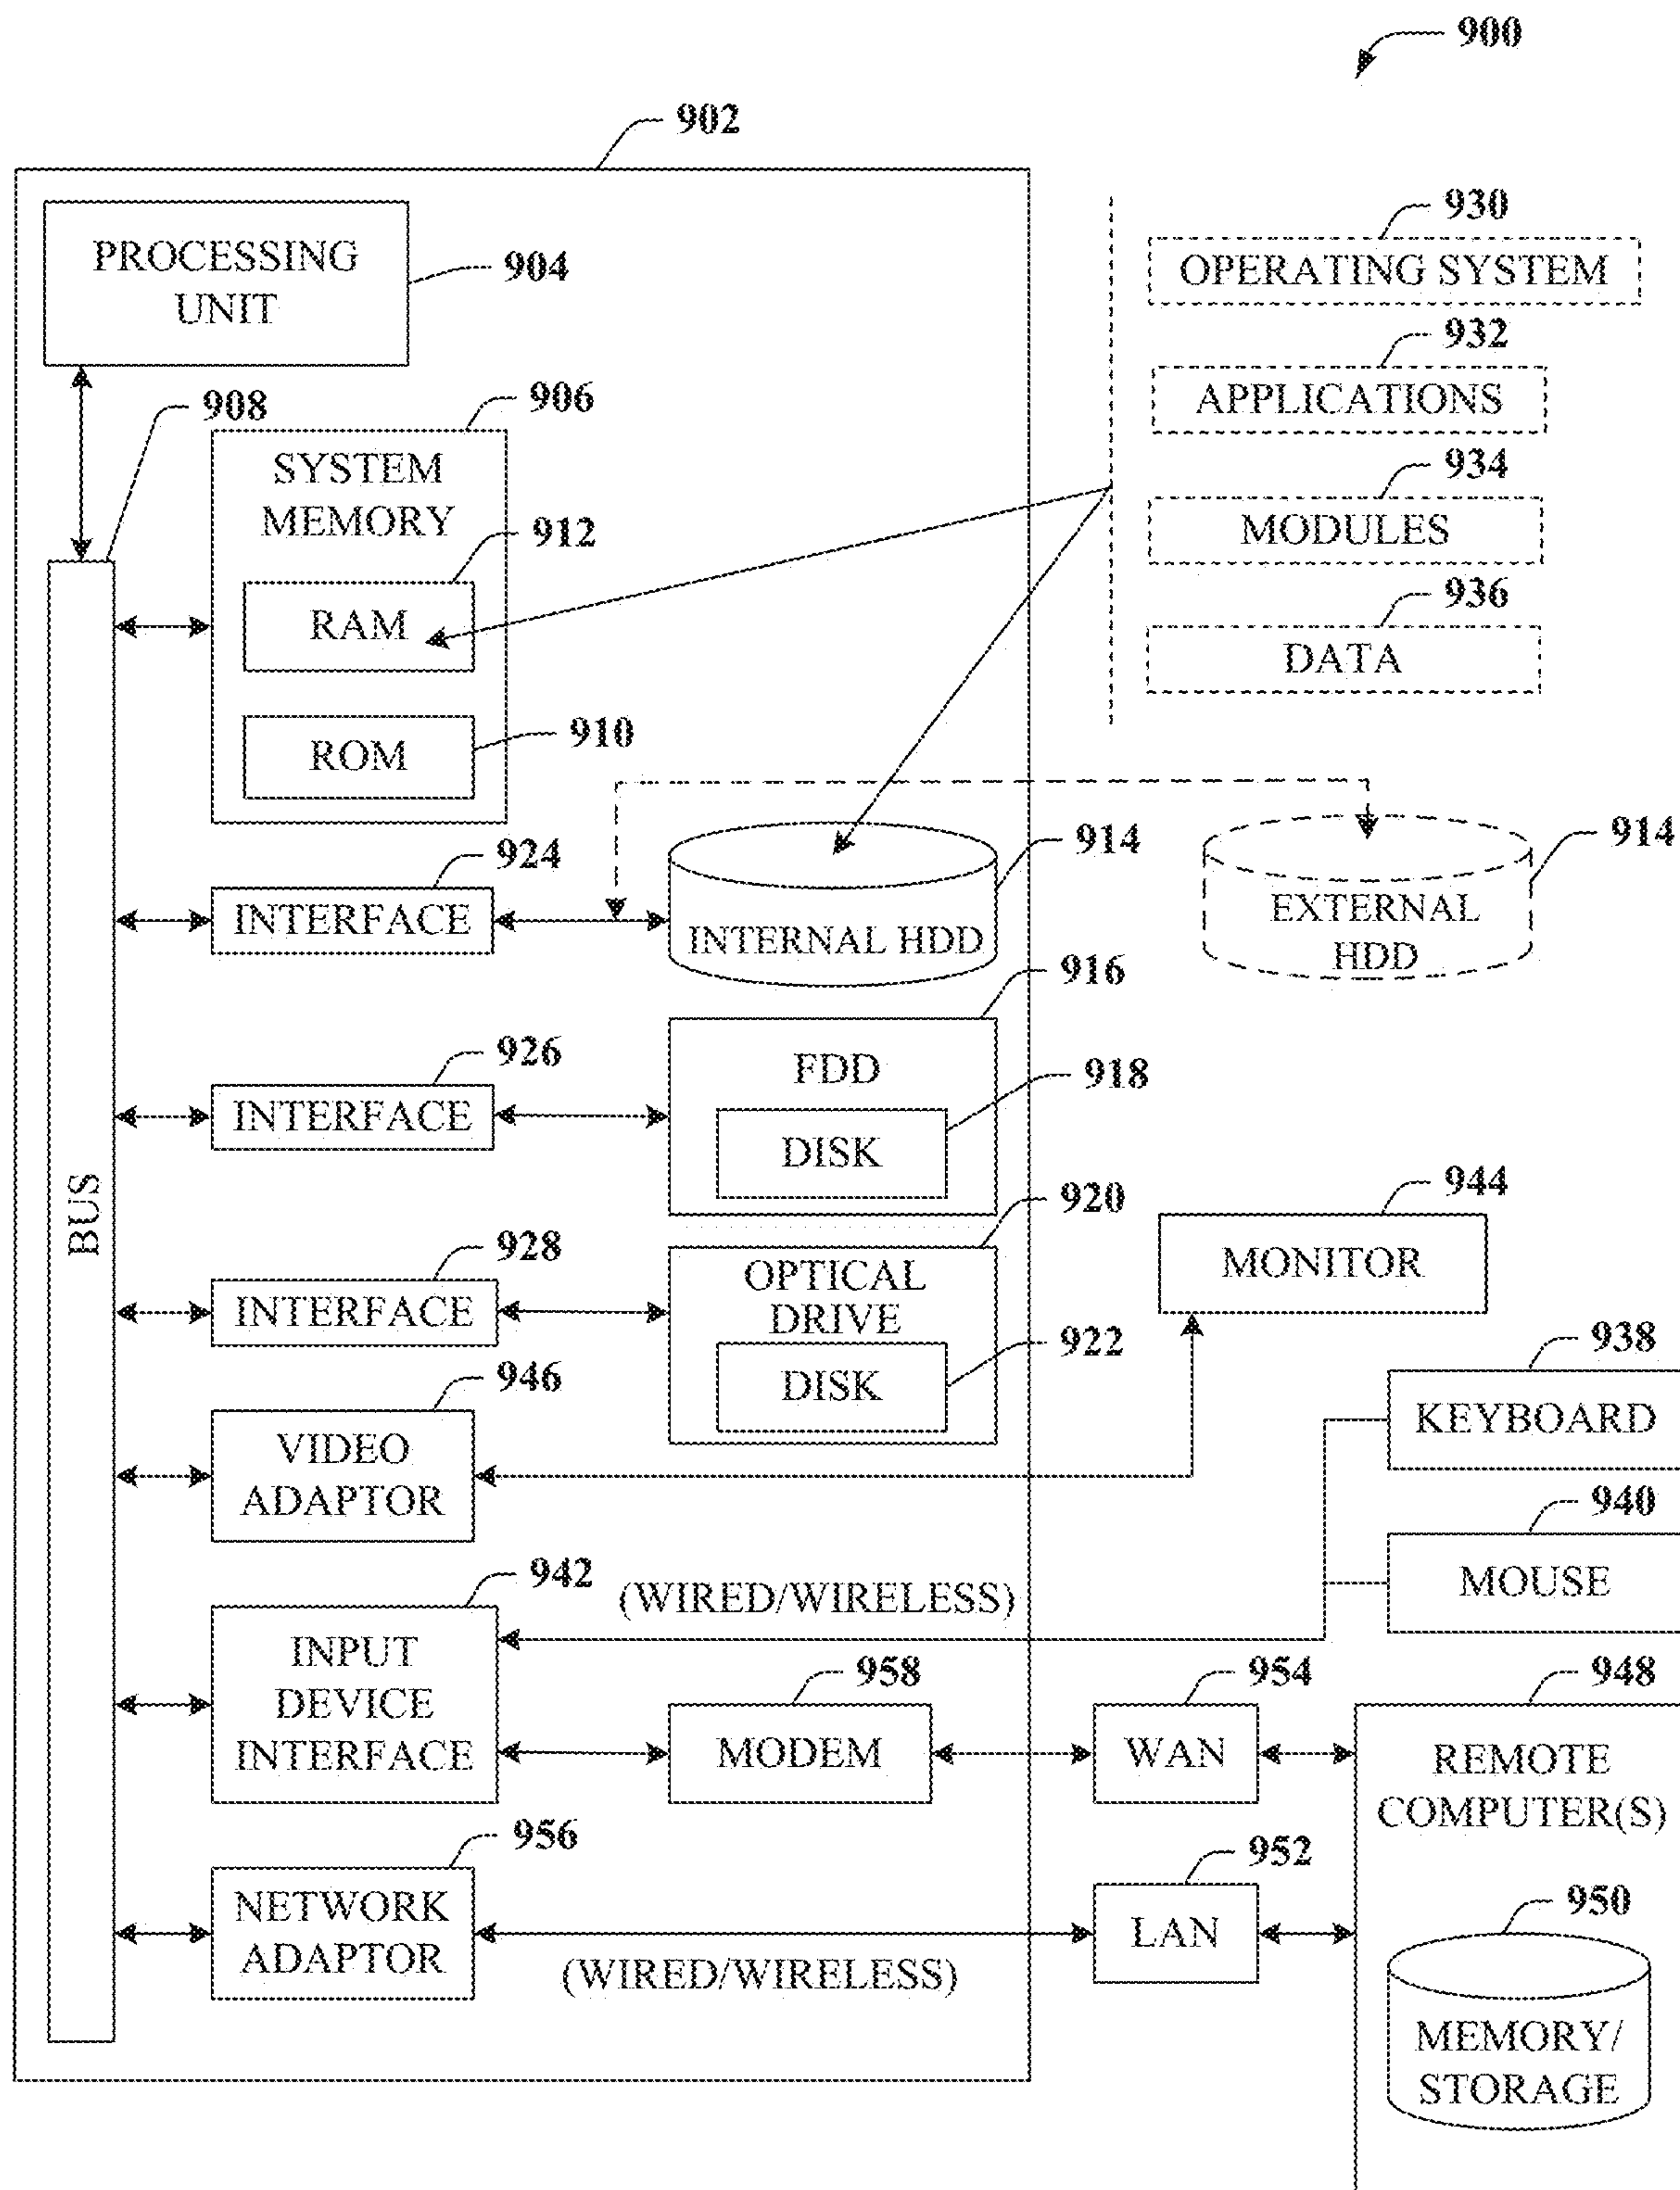 900
902
PROCESSING
UNIT
904
930
OPERATING SYSTEM
932
APPLICATIONS
934
MODULES
936
DATA
908
906
SYSTEM
MEMORY
912
RAM
910
ROM
BUS
924
INTERFACE
914
INTERNAL HDD
914
EXTERNAL
HDD
926
INTERFACE
916
FDD
918
DISK
928
INTERFACE
920
OPTICAL
DRIVE
922
DISK
944
MONITOR
946
VIDEO
ADAPTOR
938
KEYBOARD
940
MOUSE
942
INPUT
DEVICE
INTERFACE
(WIRED/WIRELESS)
958
MODEM
954
WAN
948
REMOTE
COMPUTER(S)
956
NETWORK
ADAPTOR
(WIRED/WIRELESS)
952
LAN
950
MEMORY/
STORAGE